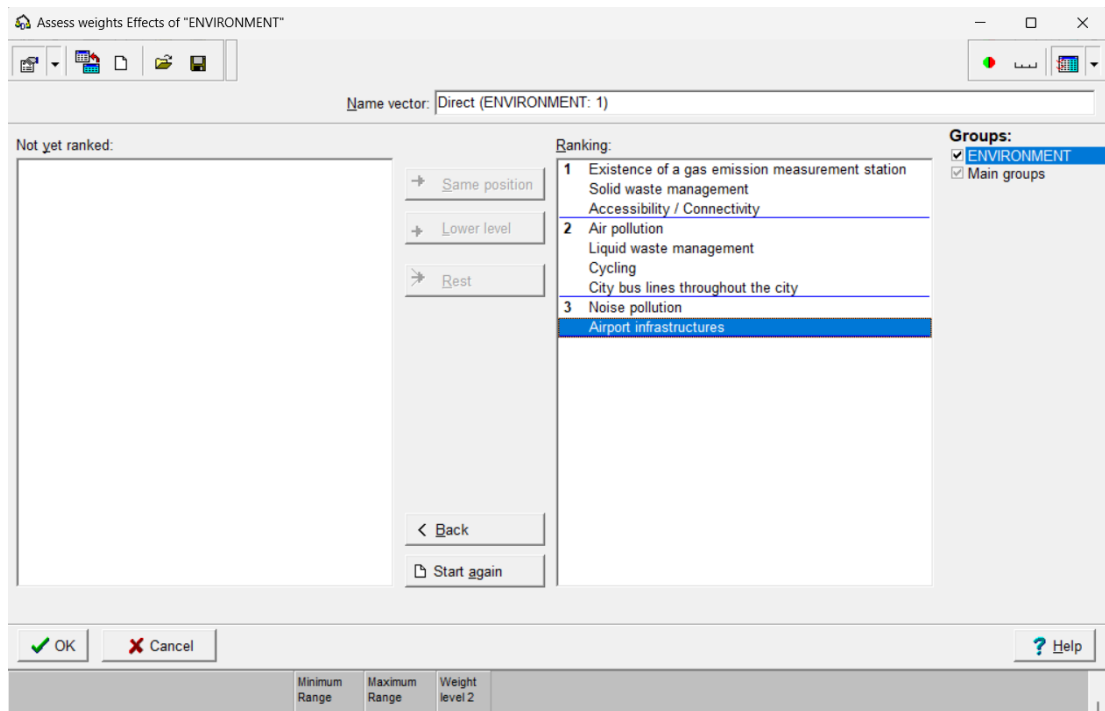 Assess weights Effects of "ENVIRONMENT"
Name vector: Direct (ENVIRONMENT: 1)
Not yet ranked:
Same position
Lower level
Rest
< Back
Start again
Ranking:
1 Existence of a gas emission measurement station
Solid waste management
Accessibility / Connectivity
2 Air pollution
Liquid waste management
Cycling
City bus lines throughout the city
3 Noise pollution
Airport infrastructures
Groups:
ENVIRONMENT
Main groups
OK
Cancel
? Help
Minimum Range
Maximum Range
Weight level 2